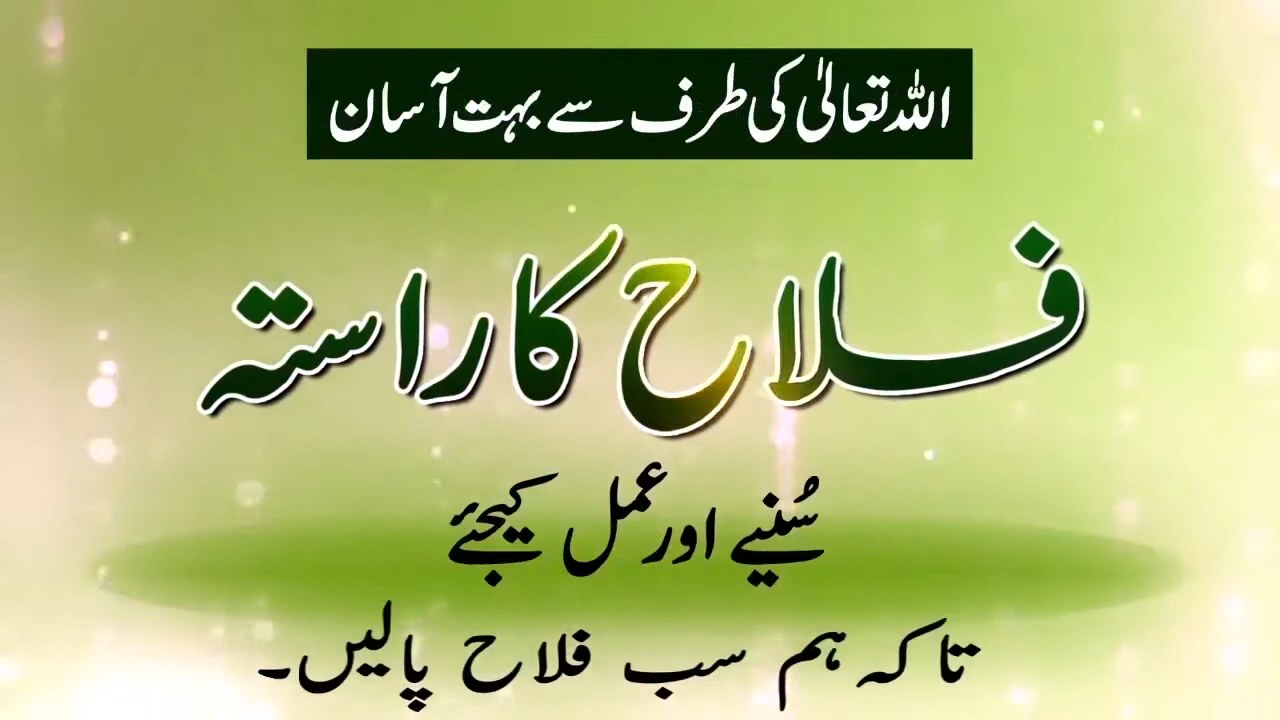 اللہ تعالیٰ کی طرف سے بہت آسان
فلاح کا راستہ
سُنیے اور عمل کیجئے
تاکہ ہم سب فلاح پالیں۔